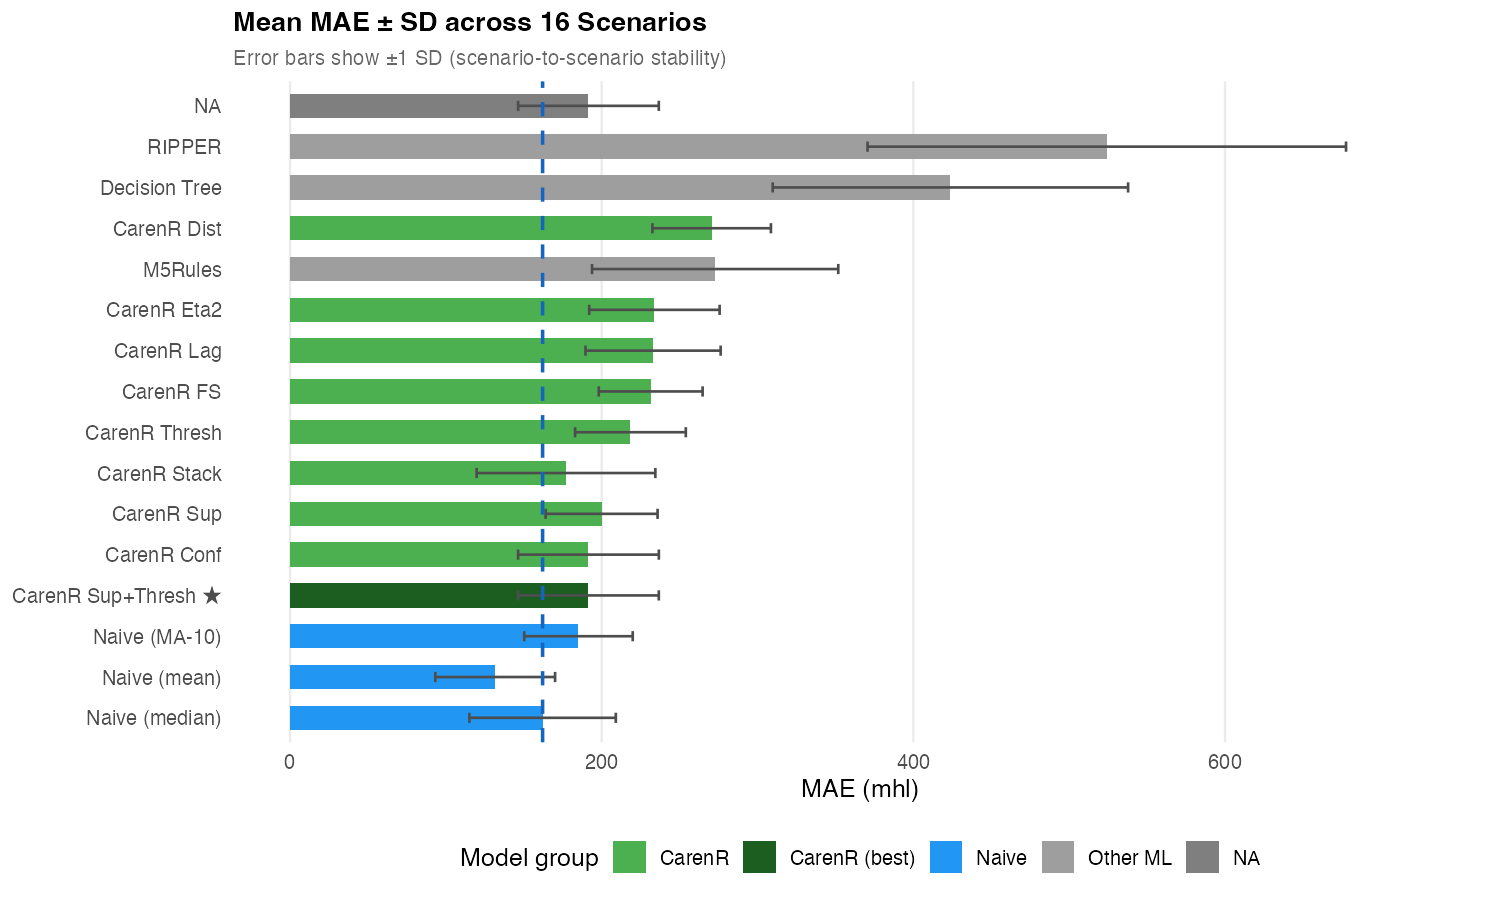 Mean MAE ± SD across 16 Scenarios
Error bars show ±1 SD (scenario-to-scenario stability)
NA
RIPPER
Decision Tree
CarenR Dist
M5Rules
CarenR Eta2
CarenR Lag
CarenR FS
CarenR Thresh
CarenR Stack
CarenR Sup
CarenR Conf
CarenR Sup+Thresh ★
Naive (MA-10)
Naive (mean)
Naive (median)
0 200 400 600
MAE (mhl)
Model group CarenR CarenR (best) Naive Other ML NA